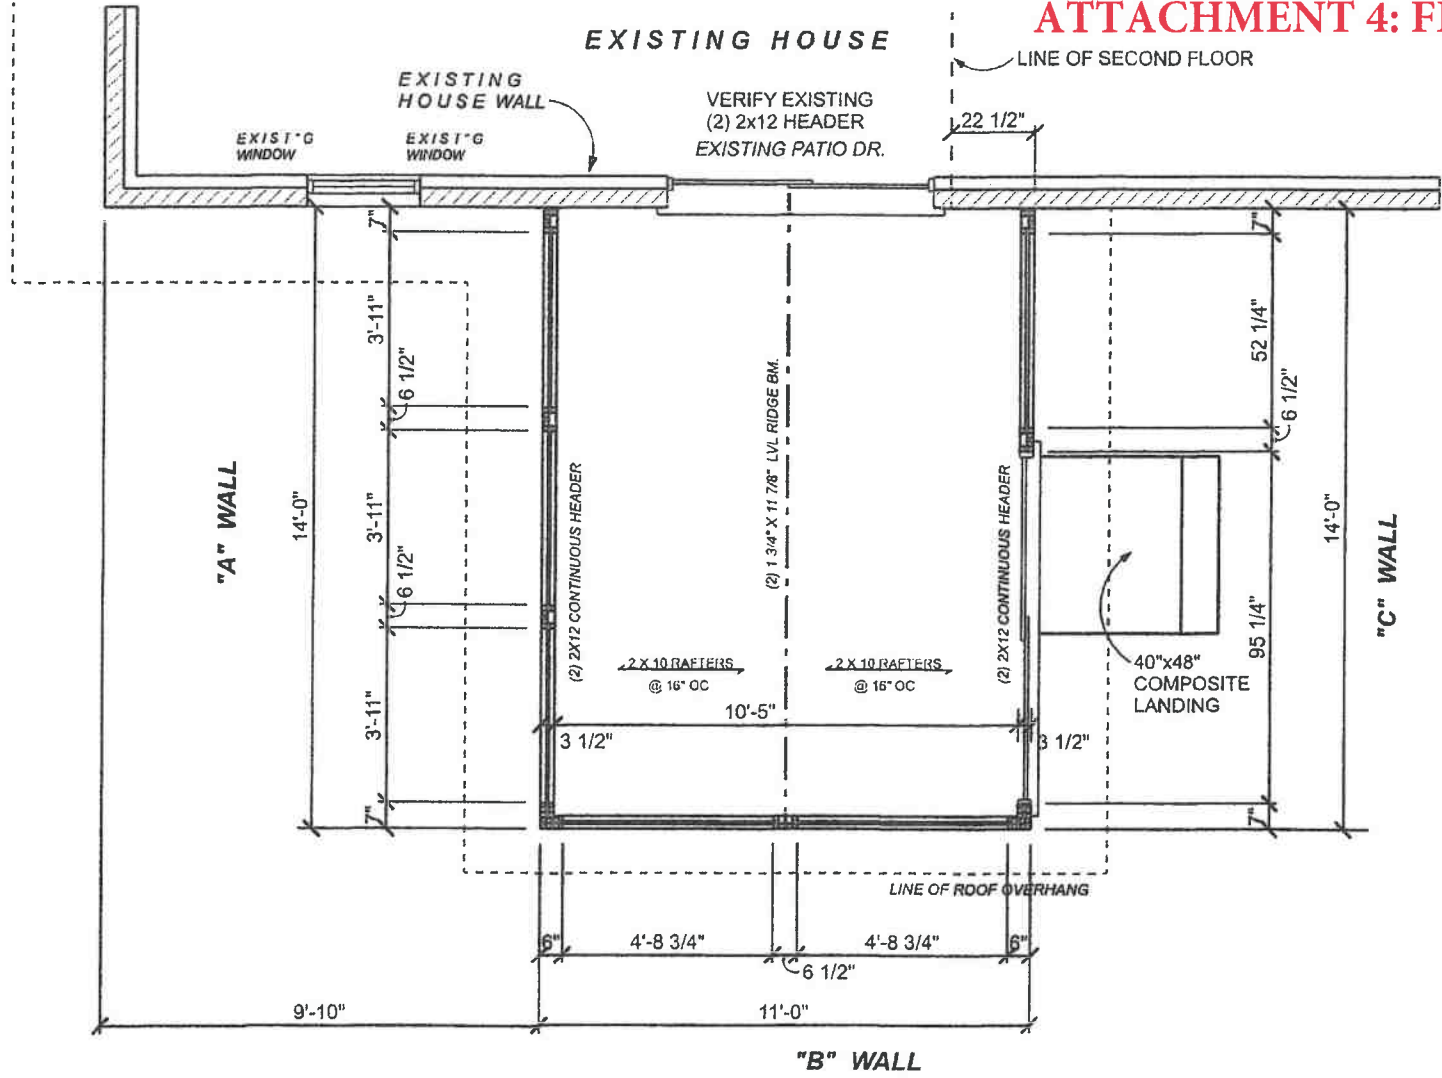 ATTACHMENT 4:
EXISTING HOUSE
LINE OF SECOND FLOOR
EXISTING
HOUSE WALL
VERIFY EXISTING
(2) 2x12 HEADER
EXISTING PATIO DR.
22 1/2"
EXIST'G
WINDOW
EXIST'G
WINDOW
7"
7"
3'-11"
6 1/2"
52 1/4"
6 1/2"
"A" WALL
14'-0"
3'-11"
6 1/2"
(2) 2X12 CONTINUOUS HEADER
(2) 1 3/4" X 11 7/8" LVL RIDGE BM.
(2) 2X12 CONTINUOUS HEADER
14'-0"
"C" WALL
95 1/4"
2 X 10 RAFTERS
@ 16" OC
2 X 10 RAFTERS
@ 16" OC
40"x48"
COMPOSITE
LANDING
3'-11"
10'-5"
3 1/2"
3 1/2"
7"
7"
LINE OF ROOF OVERHANG
6"
4'-8 3/4"
4'-8 3/4"
6"
6 1/2"
9'-10"
11'-0"
"B" WALL